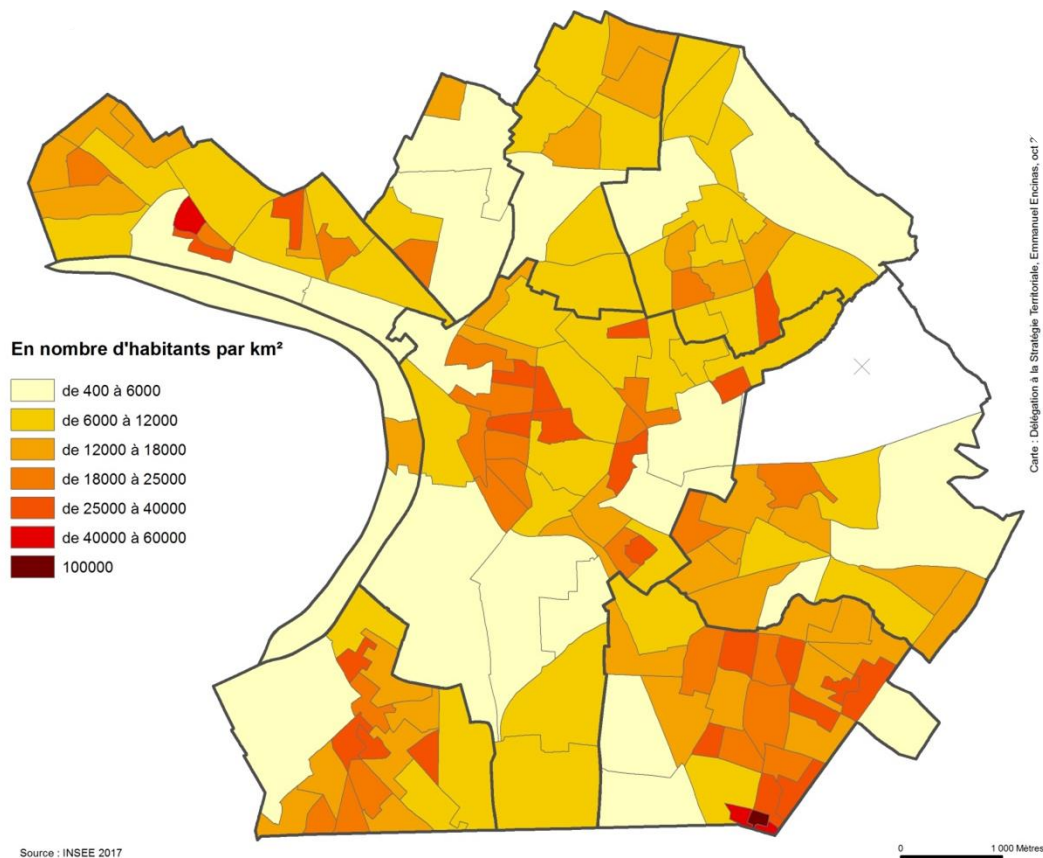 En nombre d'habitants par km²
de 400 à 6000
de 6000 à 12000
de 12000 à 18000
de 18000 à 25000
de 25000 à 40000
de 40000 à 60000
100000
Carte : Délégation à la Stratégie Territoriale, Emmanuel Encinas, oct
Source : INSEE 2017
0 1 000 Mètres